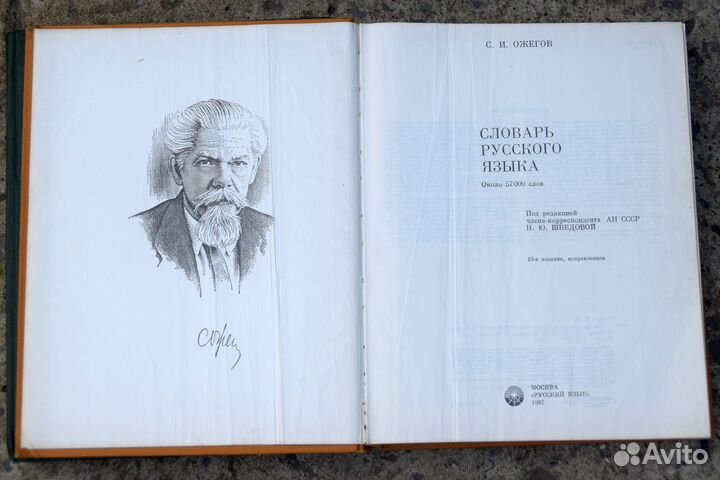 С. И. ОЖЕГОВ
СЛОВАРЬ
РУССКОГО
ЯЗЫКА
Около 57 000 слов
Под редакцией
члена-корреспондента АН СССР
Н. Ю. ШВЕДОВОЙ
19-е издание, исправленное
МОСКВА
«РУССКИЙ ЯЗЫК»
1987
Avito